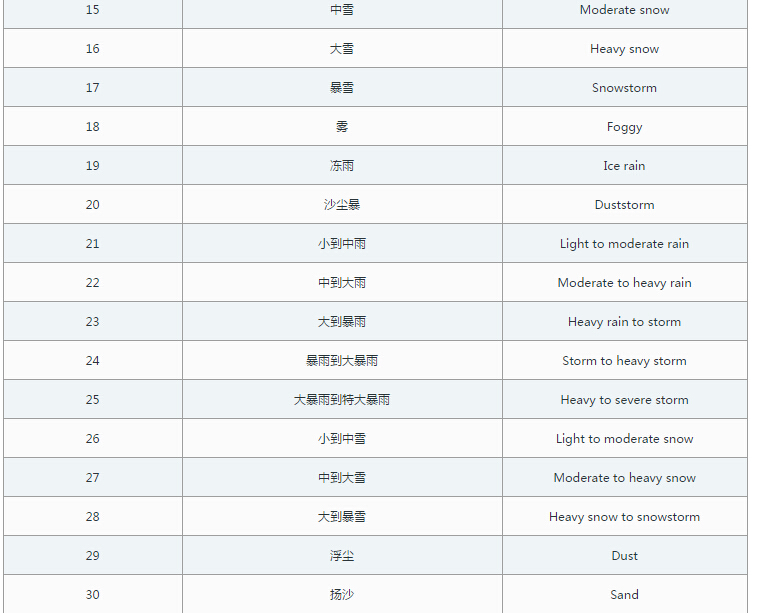 15 中雪 Moderate snow
16 大雪 Heavy snow
17 暴雪 Snowstorm
18 雾 Foggy
19 冻雨 Ice rain
20 沙尘暴 Duststorm
21 小到中雨 Light to moderate rain
22 中到大雨 Moderate to heavy rain
23 大到暴雨 Heavy rain to storm
24 暴雨到大暴雨 Storm to heavy storm
25 大暴雨到特大暴雨 Heavy to severe storm
26 小到中雪 Light to moderate snow
27 中到大雪 Moderate to heavy snow
28 大到暴雪 Heavy snow to snowstorm
29 浮尘 Dust
30 扬沙 Sand